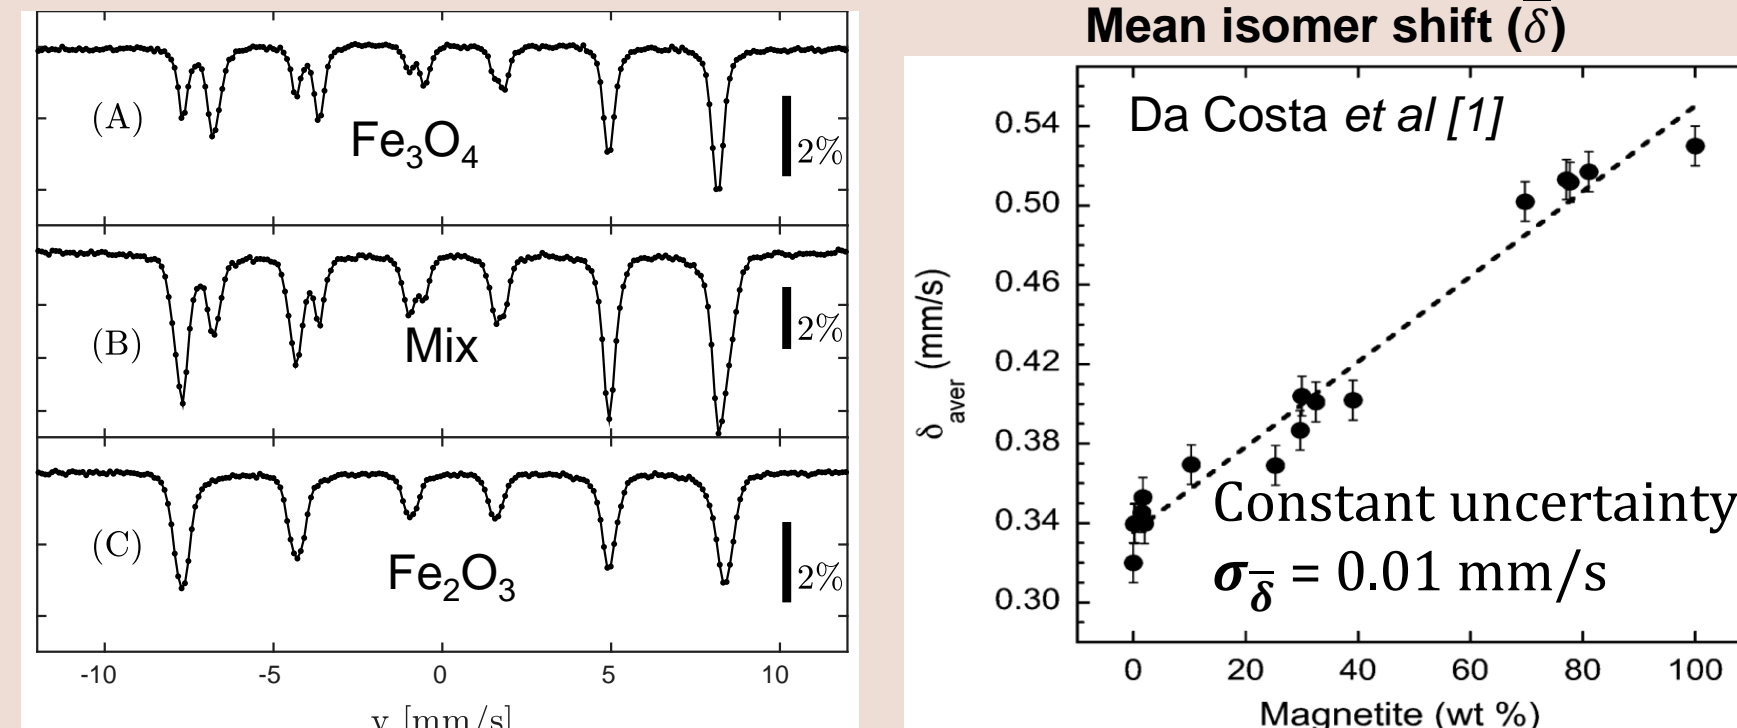 (A)
Fe₃O₄
2%
(B)
Mix
2%
(C)
Fe₂O₃
2%
-10 -5 0 5 10
v [mm/s]
Mean isomer shift (δ̅)
Da Costa et al [1]
0.54
0.50
0.46
0.42
0.38
0.34
0.30
δaver (mm/s)
Constant uncertainty
σδ̅ = 0.01 mm/s
0 20 40 60 80 100
Magnetite (wt %)